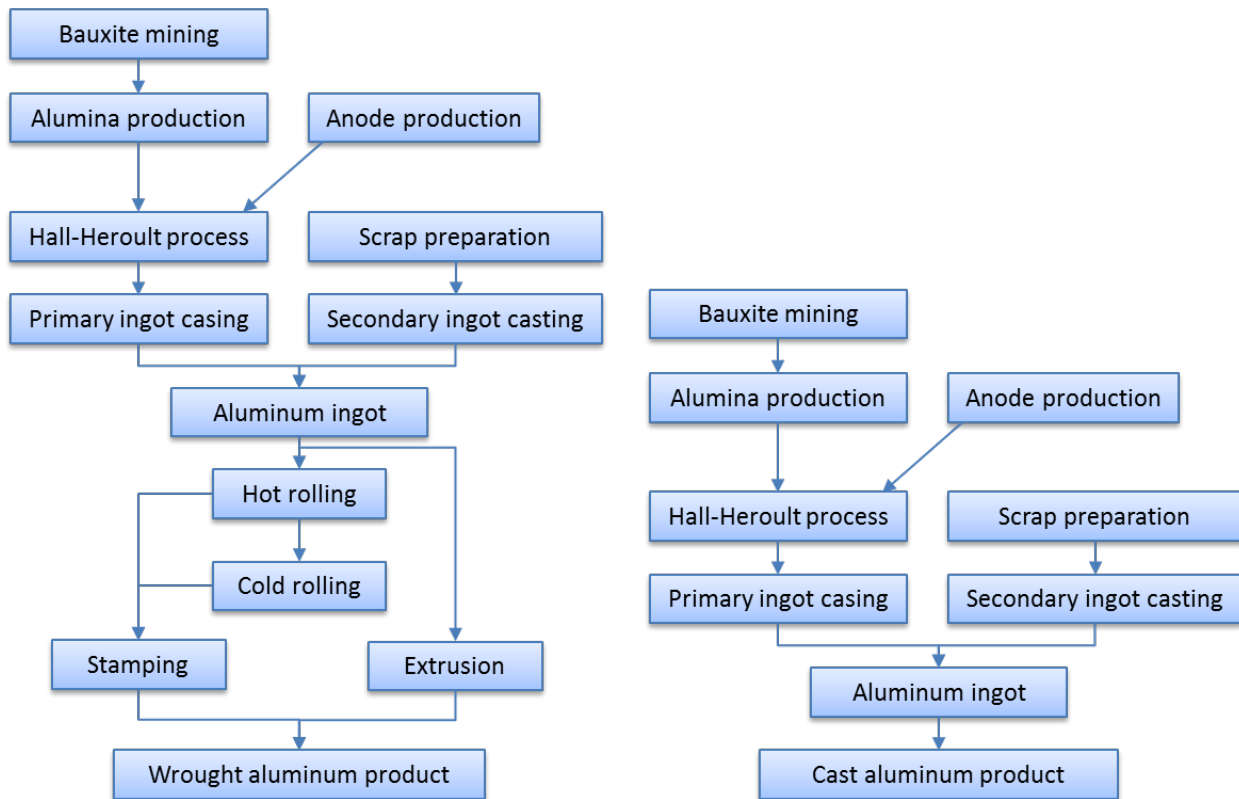 Bauxite mining
Alumina production
Anode production
Hall-Heroult process
Scrap preparation
Primary ingot casing
Secondary ingot casting
Aluminum ingot
Hot rolling
Cold rolling
Stamping
Extrusion
Wrought aluminum product
Bauxite mining
Alumina production
Anode production
Hall-Heroult process
Scrap preparation
Primary ingot casing
Secondary ingot casting
Aluminum ingot
Cast aluminum product